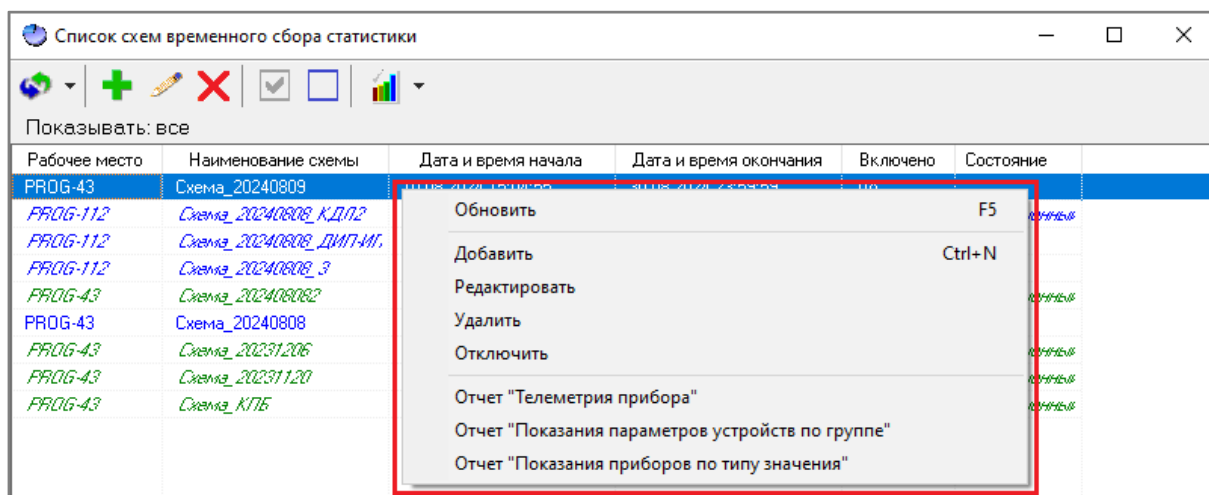 Список схем временного сбора статистики
Показывать: все
Рабочее место Наименование схемы Дата и время начала Дата и время окончания Включено Состояние
PROG-43 Схема_20240809
PROG-112 Схема_20240808_КДЛ2
PROG-112 Схема_20240808_ДИП-ИП
PROG-112 Схема_20240808_3
PROG-43 Схема_202408082
PROG-43 Схема_20240808
PROG-43 Схема_20231206
PROG-43 Схема_20231120
PROG-43 Схема_КПБ
Обновить F5
Добавить Ctrl+N
Редактировать
Удалить
Отключить
Отчет "Телеметрия прибора"
Отчет "Показания параметров устройств по группе"
Отчет "Показания приборов по типу значения"